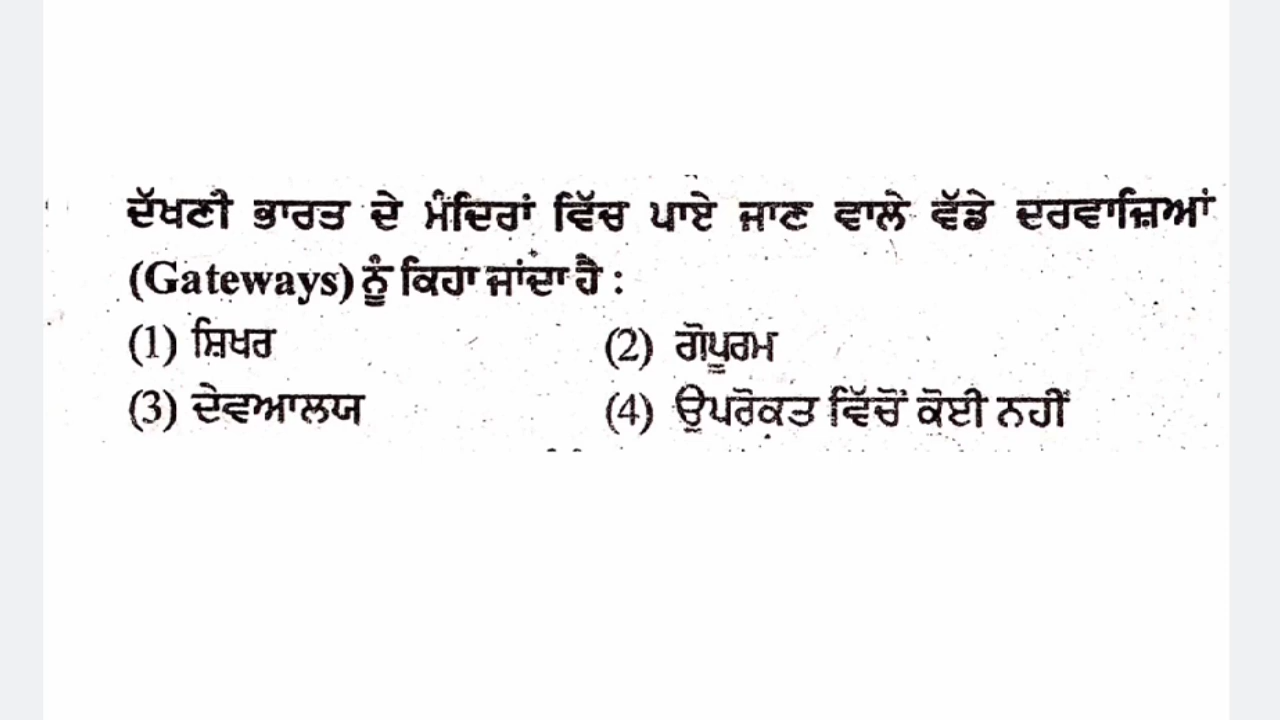 ਦੱਖਣੀ ਭਾਰਤ ਦੇ ਮੰਦਿਰਾਂ ਵਿੱਚ ਪਾਏ ਜਾਣ ਵਾਲੇ ਵੱਡੇ ਦਰਵਾਜ਼ਿਆਂ
(Gateways) ਨੂੰ ਕਿਹਾ ਜਾਂਦਾ ਹੈ :
(1) ਸ਼ਿਖਰ (2) ਗੋਪੂਰਮ
(3) ਦੇਵਆਲਯ (4) ਉਪਰੋਕਤ ਵਿੱਚੋਂ ਕੋਈ ਨਹੀਂ